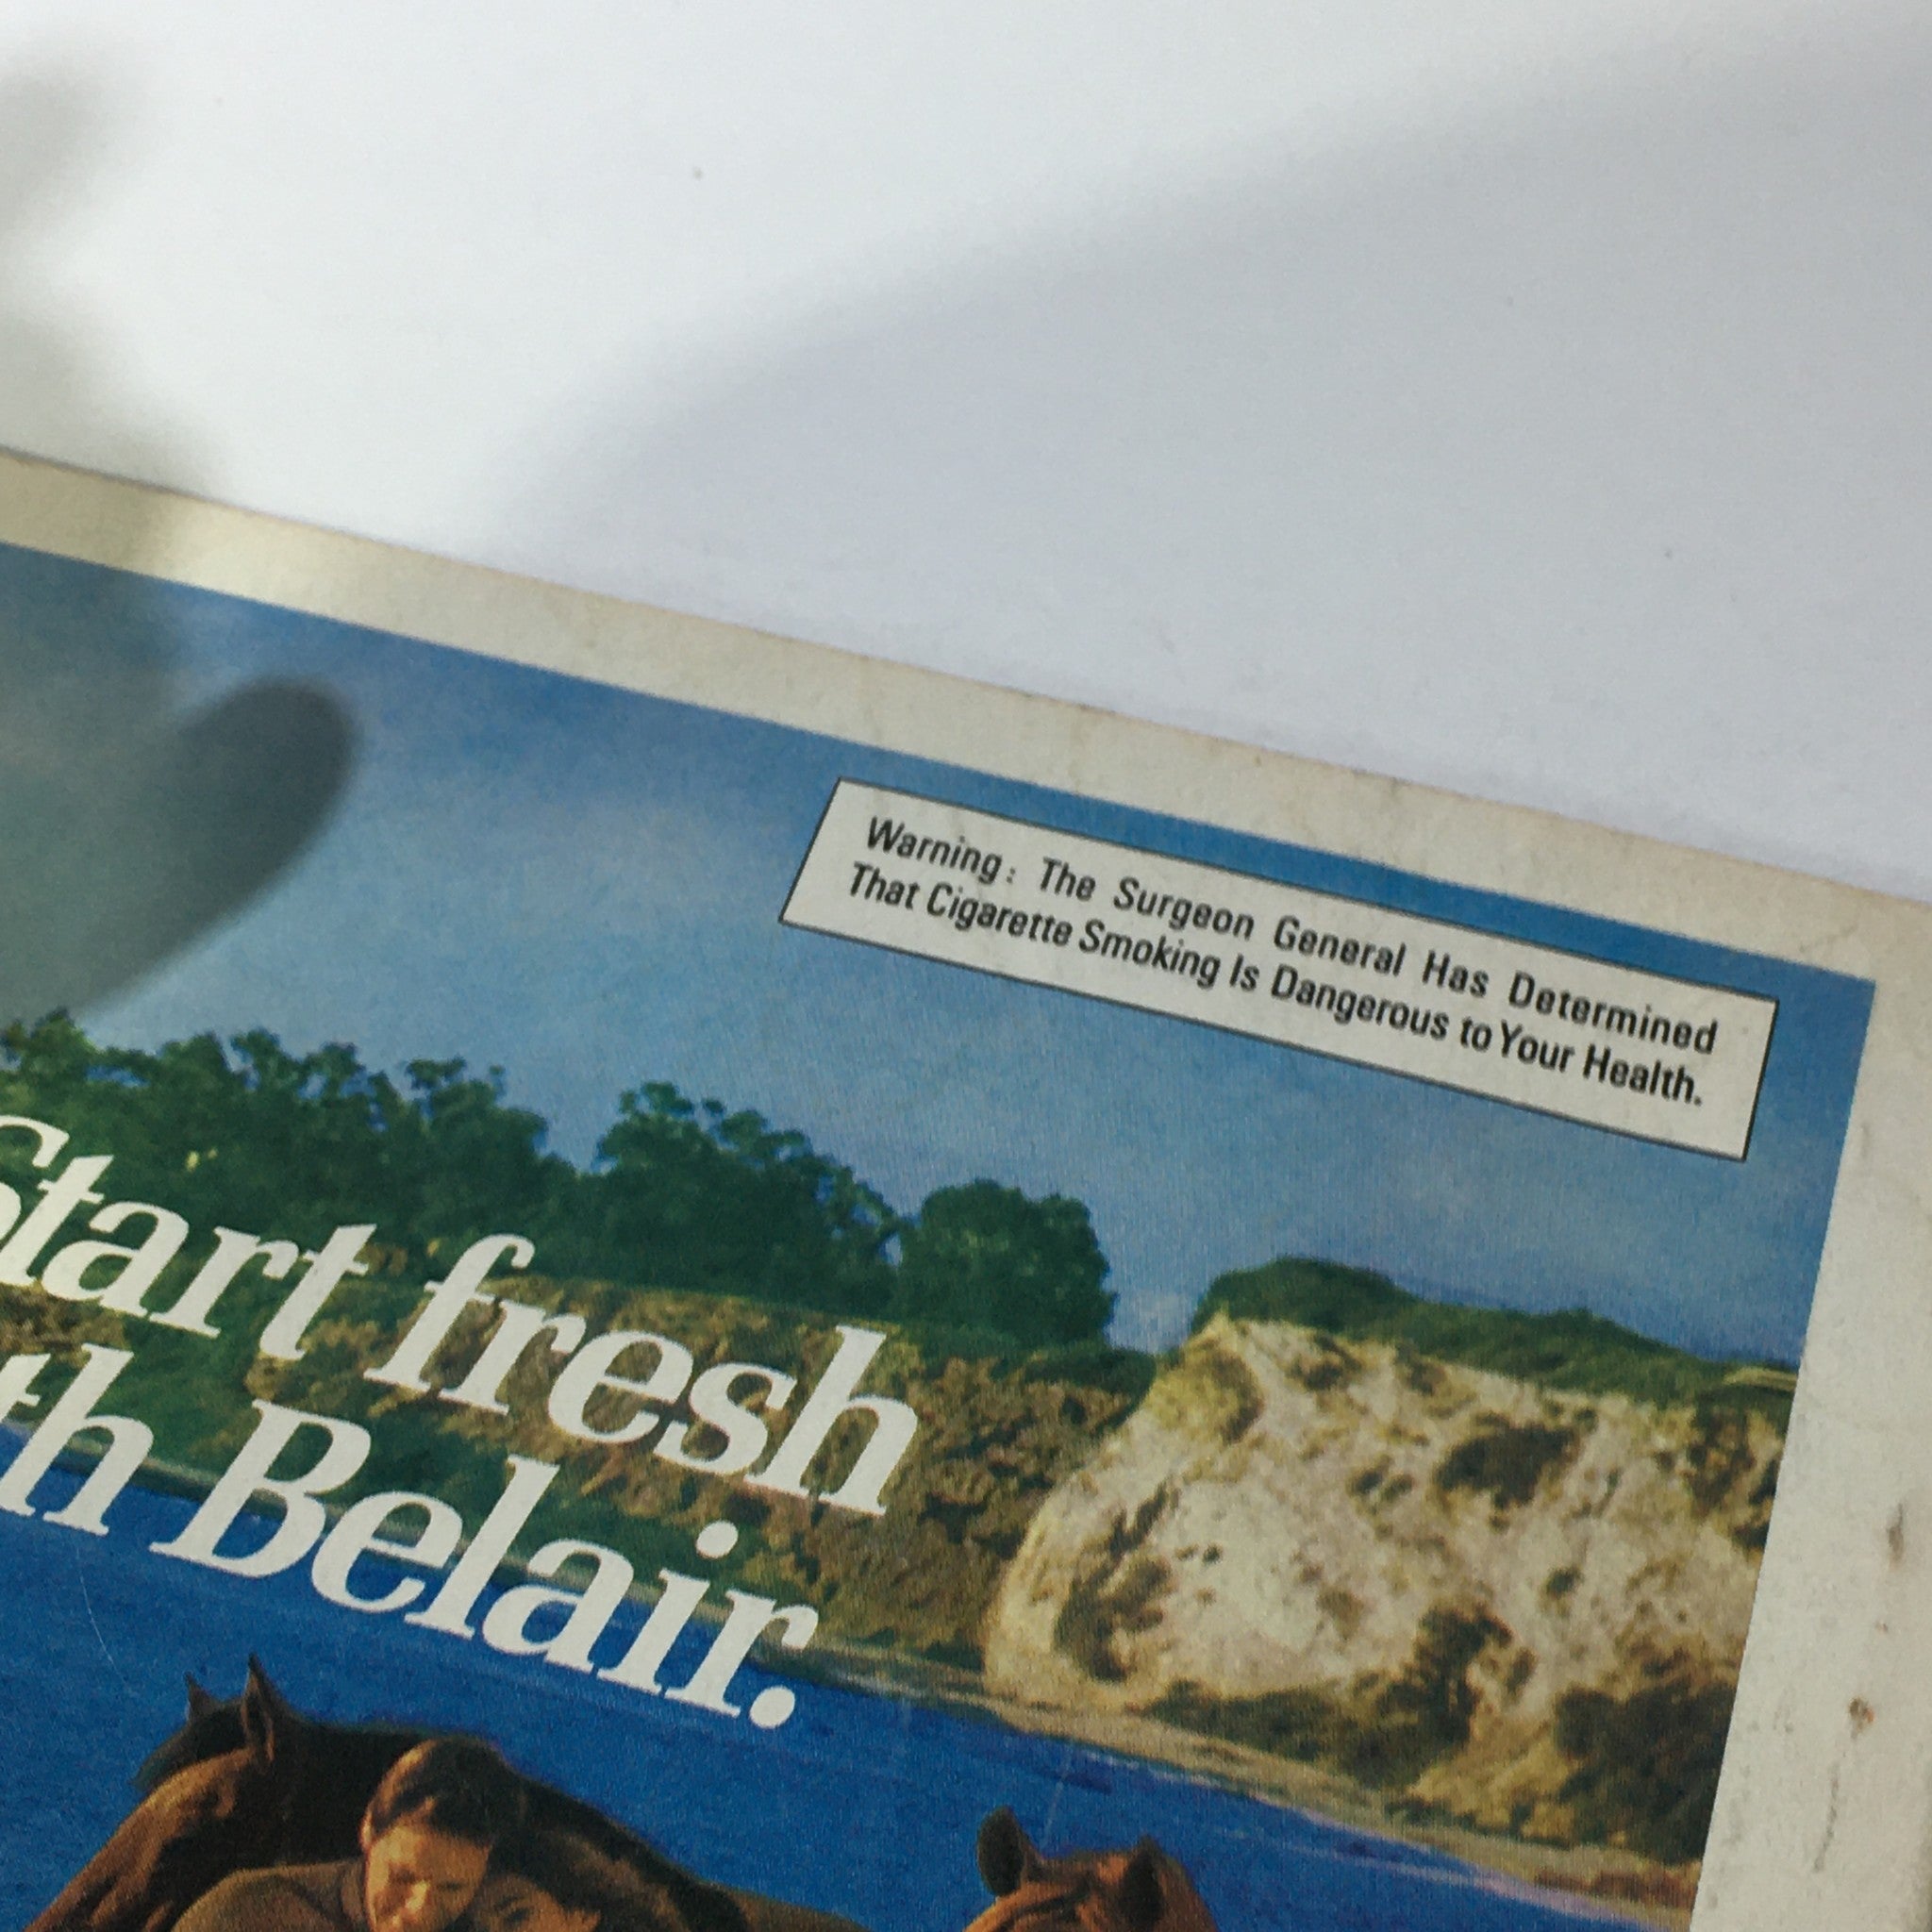 Warning: The Surgeon General Has Determined
That Cigarette Smoking Is Dangerous to Your Health.
Start fresh
th Belair.